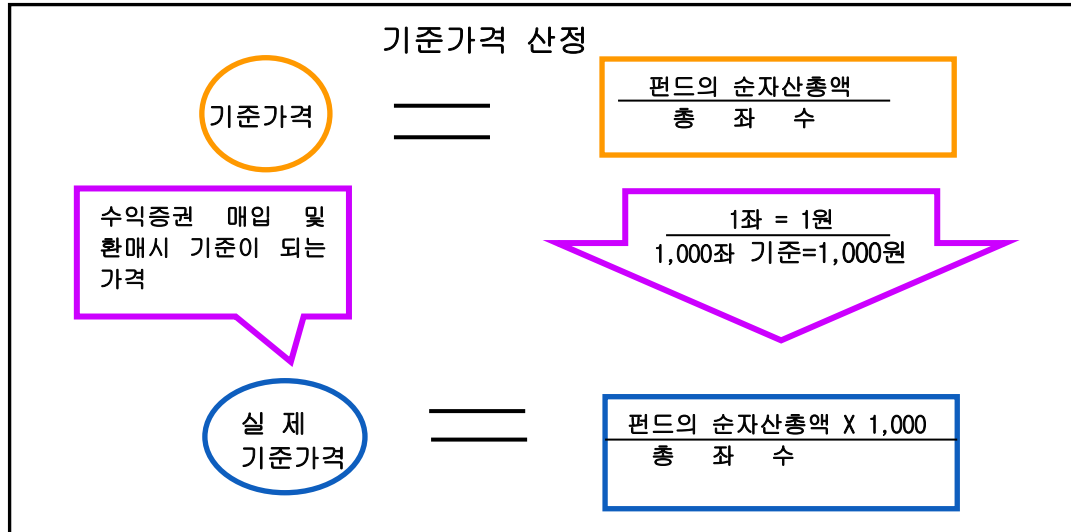 기준가격 산정
기준가격
펀드의 순자산총액
총 좌 수
수익증권 매입 및
환매시 기준이 되는
가격
1좌 = 1원
1,000좌 기준=1,000원
실 제
기준가격
펀드의 순자산총액 X 1,000
총 좌 수